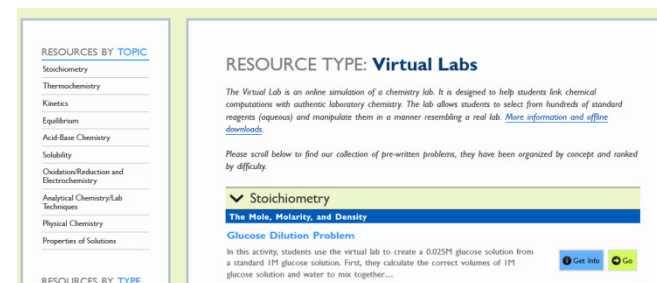 RESOURCES BY TOPIC
Stoichiometry
Thermochemistry
Kinetics
Equilibrium
Acid-Base Chemistry
Solubility
Oxidation/Reduction and
Electrochemistry
Analytical Chemistry/Lab
Techniques
Physical Chemistry
Properties of Solutions
RESOURCES BY TYPE
RESOURCE TYPE: Virtual Labs
The Virtual Lab is an online simulation of a chemistry lab. It is designed to help students link chemical
computations with authentic laboratory chemistry. The lab allows students to select from hundreds of standard
reagents (aqueous) and manipulate them in a manner resembling a real lab. More information and offline
downloads.
Please scroll below to find our collection of pre-written problems, they have been organized by concept and ranked
by difficulty.
Stoichiometry
The Mole, Molarity, and Density
Glucose Dilution Problem
In this activity, students use the virtual lab to create a 0.025M glucose solution from
a standard 1M glucose solution. First, they calculate the correct volumes of 1M
glucose solution and water to mix together…
Get Info Go